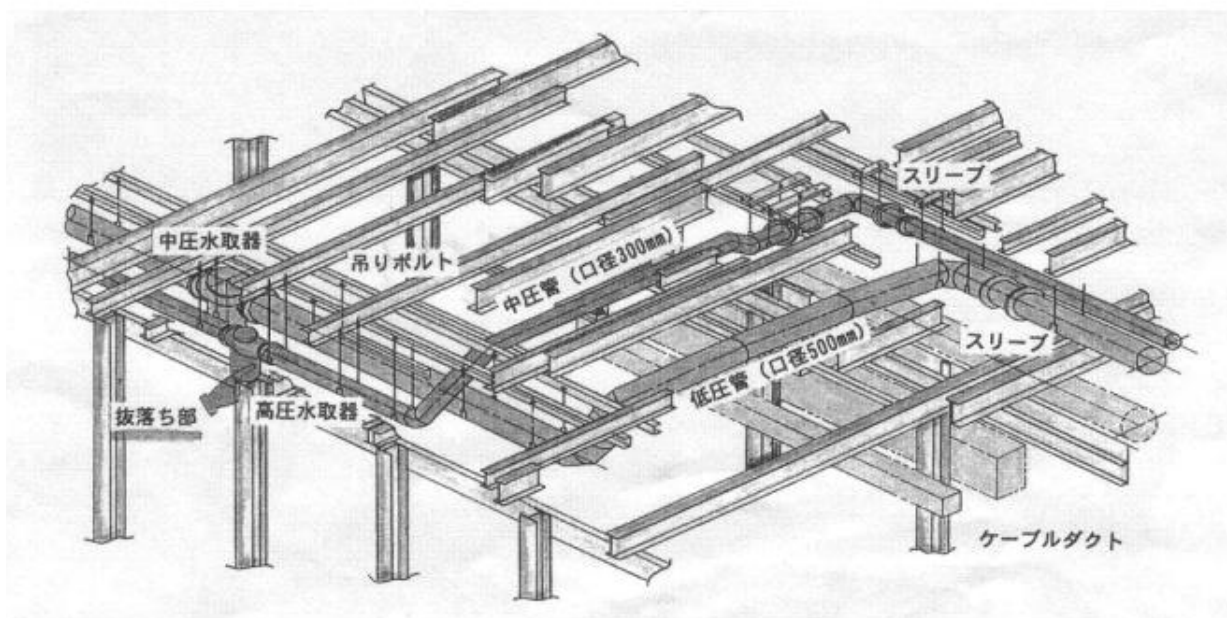 スリーブ
中圧水取器
吊りボルト
中圧管(口径300mm)
スリーブ
低圧管(口径500mm)
抜落ち部
高圧水取器
ケーブルダクト